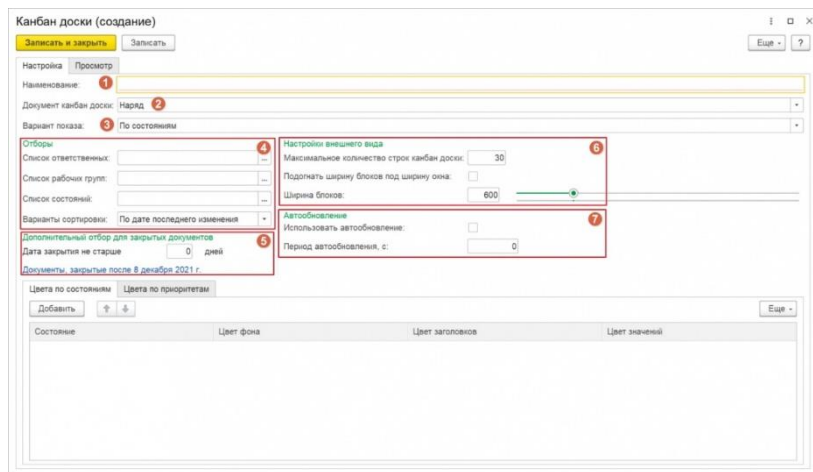 Канбан доски (создание)
Записать и закрыть Записать Еще ?
Настройка Просмотр
Наименование: 1
Документ канбан доски: Наряд 2
Вариант показа: 3 По состояниям
Отборы 4
Список ответственных: ...
Список рабочих групп: ...
Список состояний: ...
Варианты сортировки: По дате последнего изменения
Дополнительный отбор для закрытых документов 5
Дата закрытия не старше 0 дней
Документы, закрытые после 8 декабря 2021 г.
Настройки внешнего вида 6
Максимальное количество строк канбан доски: 30
Подогнать ширину блоков под ширину окна:
Ширина блоков: 600
Автообновление 7
Использовать автообновление:
Период автообновления, с: 0
Цвета по состояниям Цвета по приоритетам
Добавить Еще
Состояние Цвет фона Цвет заголовков Цвет значений